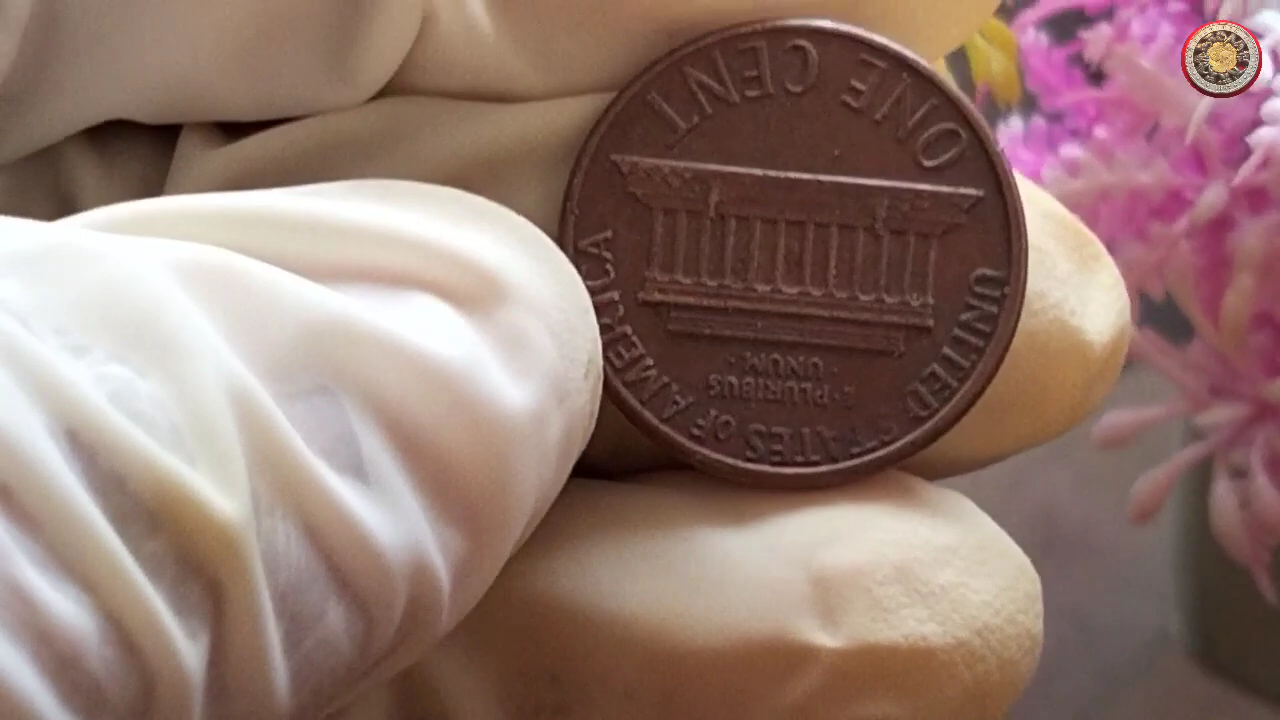 UNITED STATES OF AMERICA
E·PLURIBUS·
UNUM·
ONE CENT